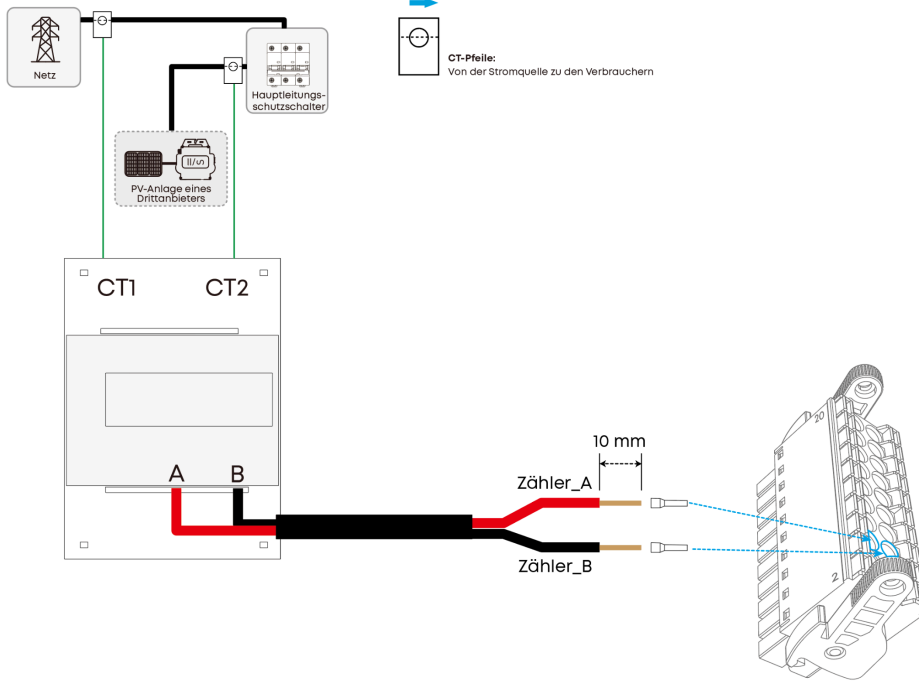 Netz
Hauptleitungs-
schutzschalter
PV-Anlage eines
Drittanbieters
CT-Pfeile:
Von der Stromquelle zu den Verbrauchern
CT1
CT2
A
B
10 mm
Zähler_A
Zähler_B
20
2